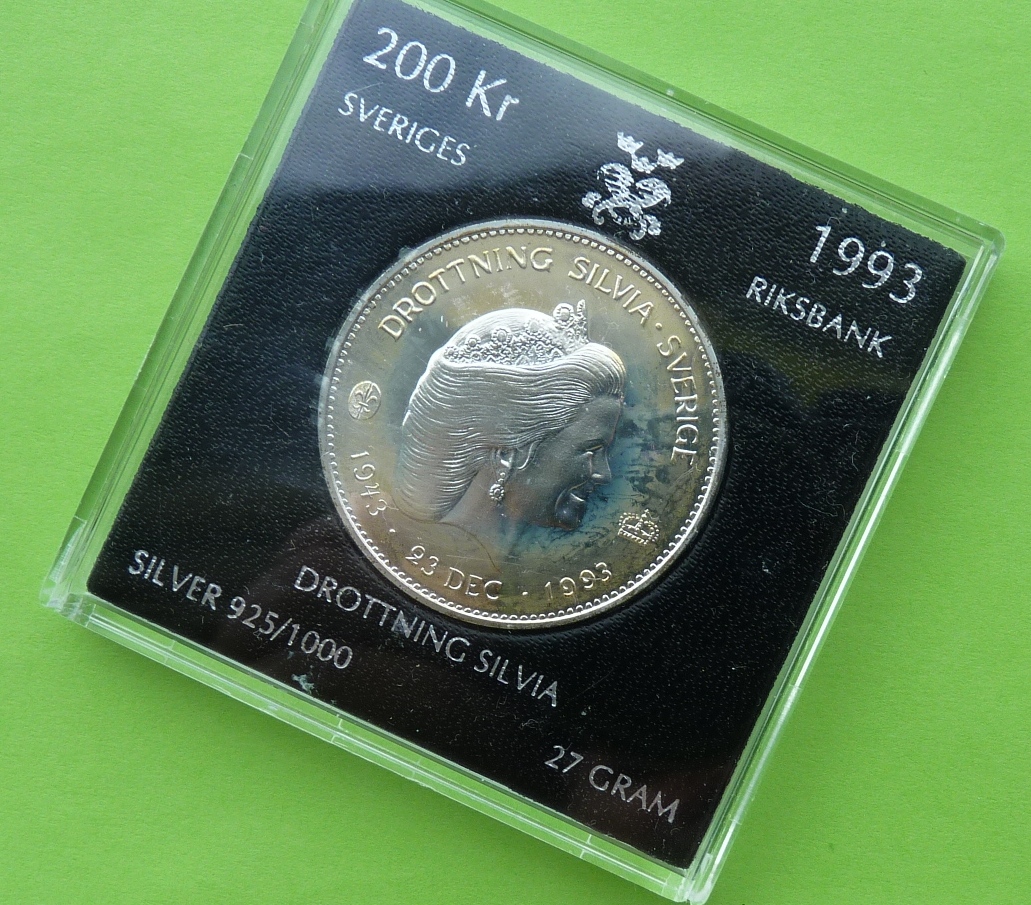 200 Kr
SVERIGES
1993
RIKSBANK
DROTTNING SILVIA · SVERIGE
1943 · 23 DEC · 1993
SILVER 925/1000
DROTTNING SILVIA
27 GRAM